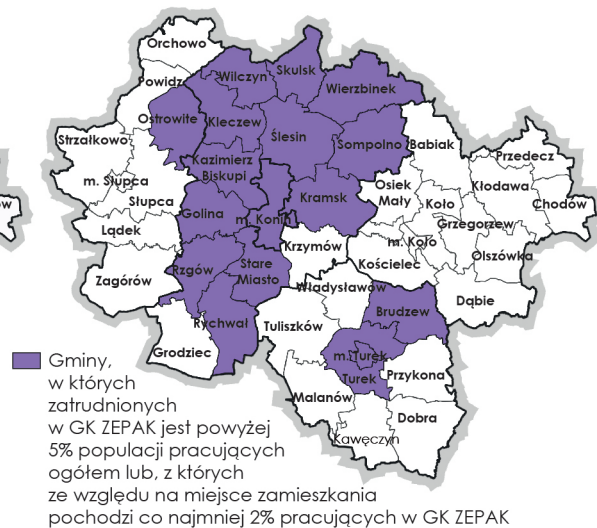 Orchowo
Powidz
Wilczyn
Skulsk
Wierzbinek
Ostrowite
Kleczew
Ślesin
Sompolno
Babiak
Strzałkowo
Kazimierz
Biskupi
Przedecz
m. Słupca
Słupca
Kramsk
Osiek
Mały
Koło
Kłodawa
Chodów
Golina
m. Konin
Grzegorzew
Lądek
Krzymów
m. Koło
Kościelec
Olszówka
Zagórów
Rzgów
Stare
Miasto
Władysławów
Dąbie
Rychwał
Tuliszków
Brudzew
Grodziec
m. Turek
Turek
Przykona
Malanów
Dobra
Kawęczyn
Gminy,
w których
zatrudnionych
w GK ZEPAK jest powyżej
5% populacji pracujących
ogółem lub, z których
ze względu na miejsce zamieszkania
pochodzi co najmniej 2% pracujących w GK ZEPAK